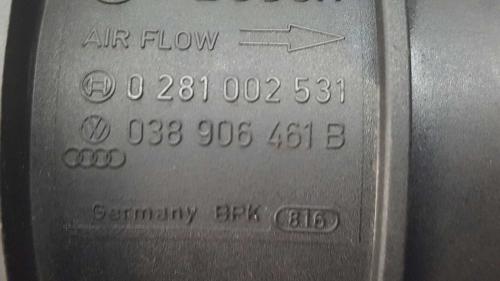 AIR FLOW
0 281 002 531
038 906 461 B
Germany BPK 816